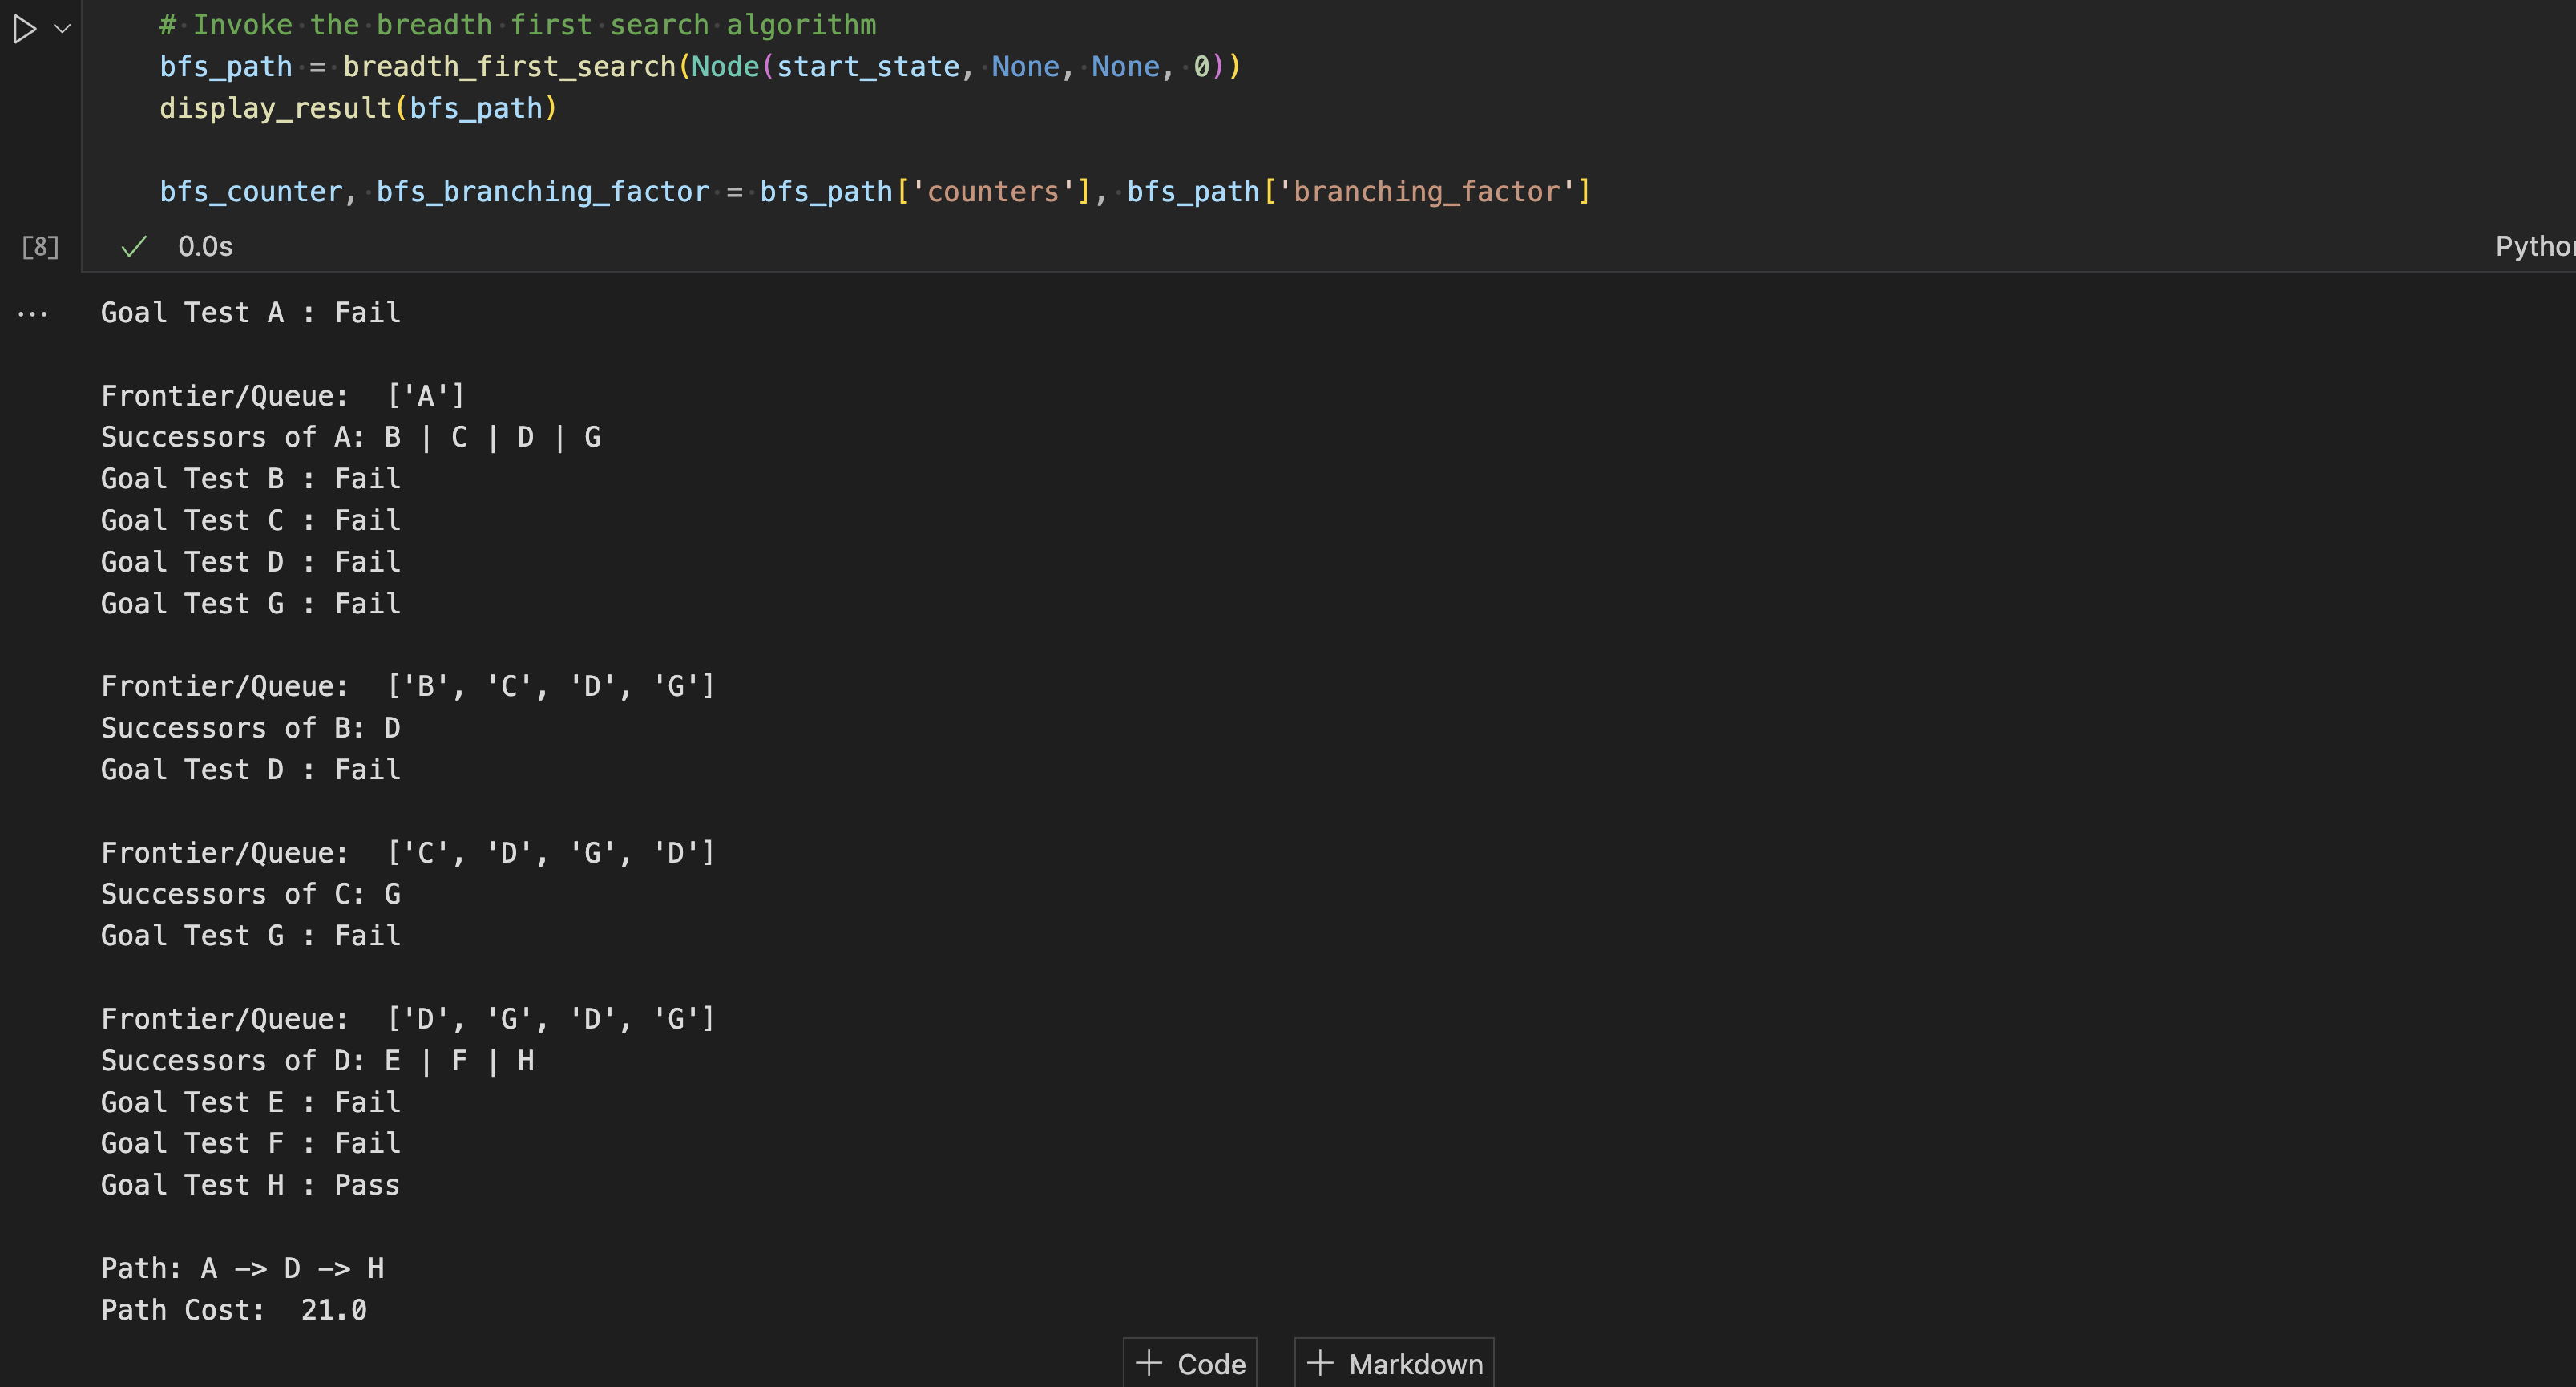 # Invoke the breadth first search algorithm
bfs_path = breadth_first_search(Node(start_state, None, None, 0))
display_result(bfs_path)
bfs_counter, bfs_branching_factor = bfs_path['counters'], bfs_path['branching_factor']
[8] ✓ 0.0s
Goal Test A : Fail
Frontier/Queue:  ['A']
Successors of A: B | C | D | G
Goal Test B : Fail
Goal Test C : Fail
Goal Test D : Fail
Goal Test G : Fail
Frontier/Queue:  ['B', 'C', 'D', 'G']
Successors of B: D
Goal Test D : Fail
Frontier/Queue:  ['C', 'D', 'G', 'D']
Successors of C: G
Goal Test G : Fail
Frontier/Queue:  ['D', 'G', 'D', 'G']
Successors of D: E | F | H
Goal Test E : Fail
Goal Test F : Fail
Goal Test H : Pass
Path: A -> D -> H
Path Cost:  21.0
+ Code + Markdown